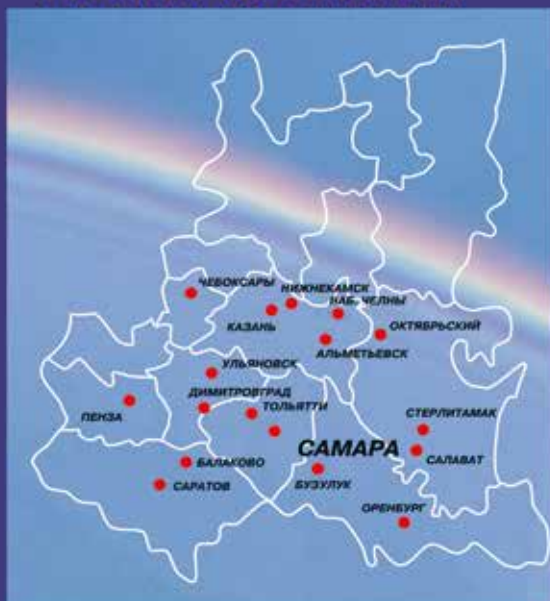 ЧЕБОКСАРЫ
НИЖНЕКАМСК
НАБ. ЧЕЛНЫ
КАЗАНЬ
ОКТЯБРЬСКИЙ
АЛЬМЕТЬЕВСК
УЛЬЯНОВСК
ДИМИТРОВГРАД
ТОЛЬЯТТИ
ПЕНЗА
СТЕРЛИТАМАК
САМАРА
САЛАВАТ
БАЛАКОВО
БУЗУЛУК
САРАТОВ
ОРЕНБУРГ